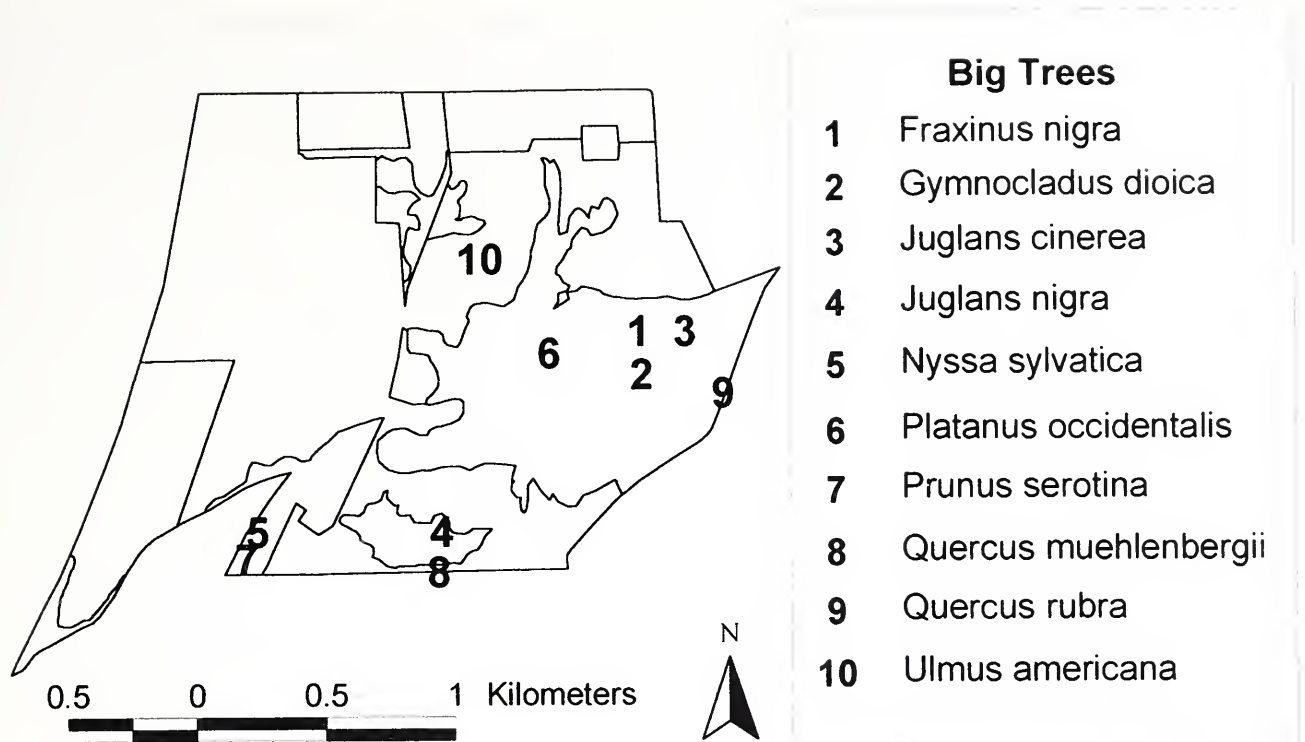 Big Trees
1 Fraxinus nigra
2 Gymnocladus dioica
3 Juglans cinerea
4 Juglans nigra
5 Nyssa sylvatica
6 Platanus occidentalis
7 Prunus serotina
8 Quercus muehlenbergii
9 Quercus rubra
10 Ulmus americana
10
1 3
6
2
9
5
7
4
8
N
0.5 0 0.5 1 Kilometers